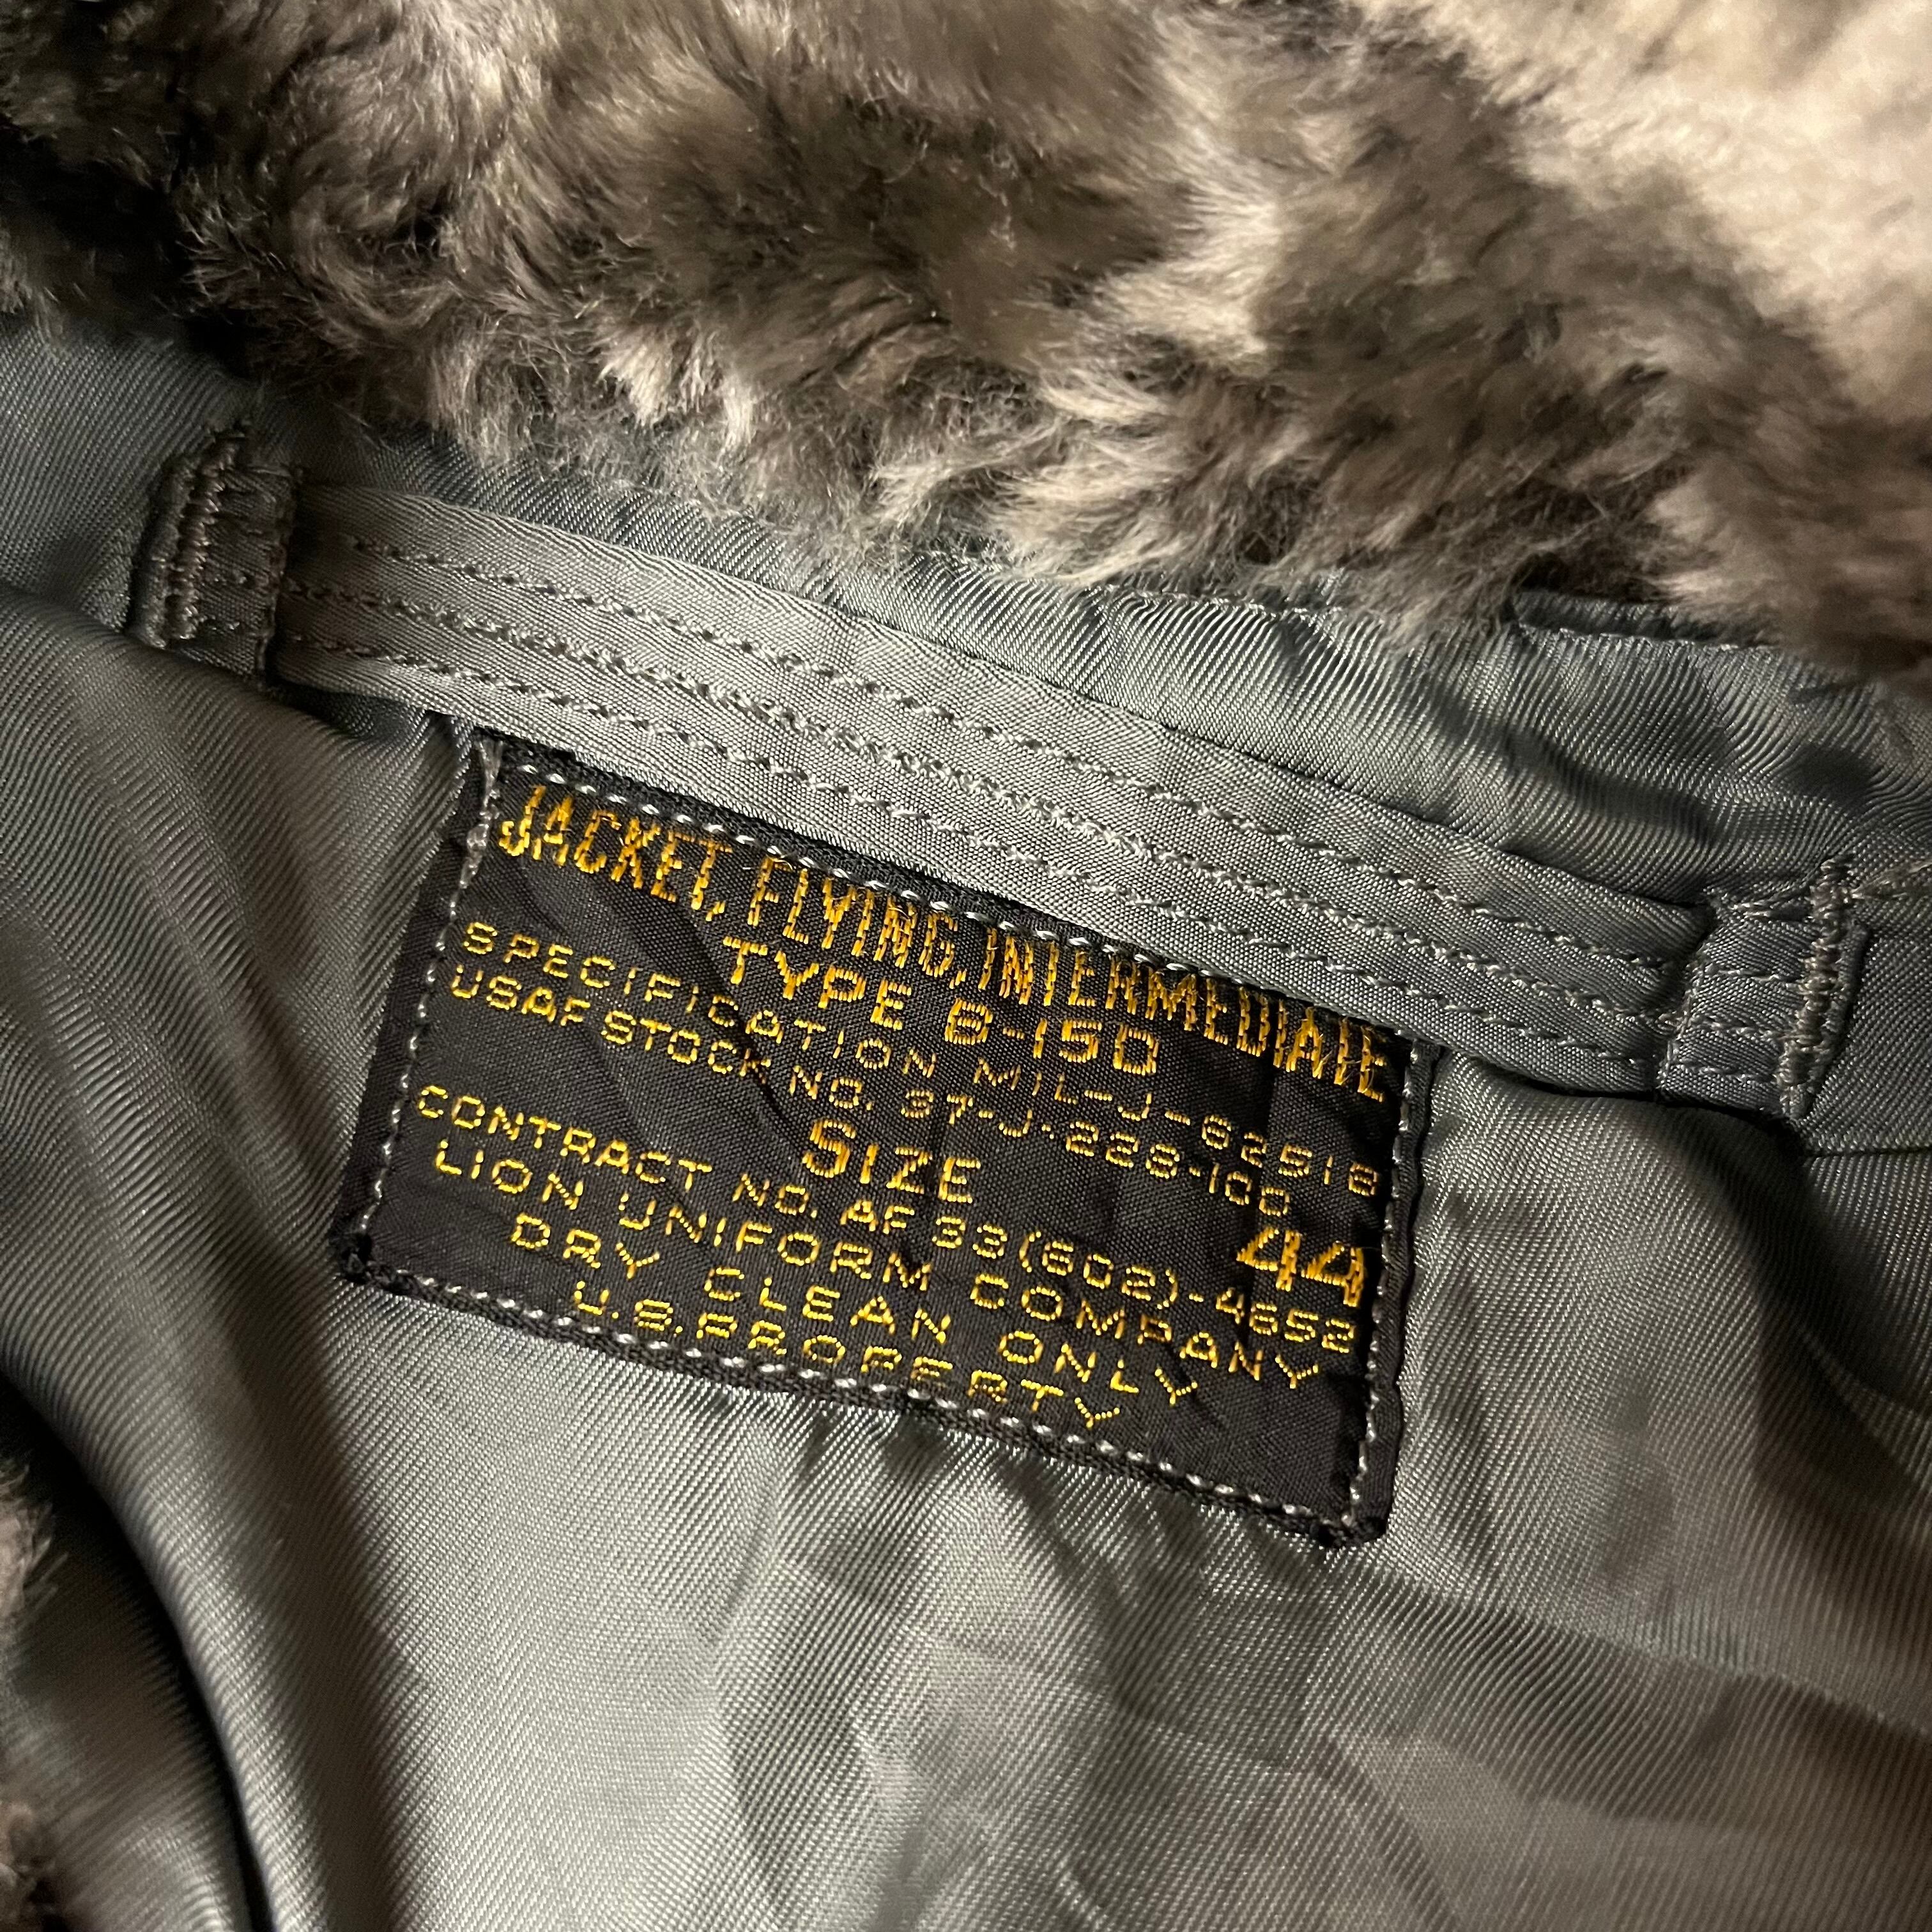 JACKET, FLYING, INTERMEDIATE
TYPE B-15D
SPECIFICATION MIL-J-6251B
USAF STOCK NO. 37-J-228-100
SIZE 44
CONTRACT NO. AF 33(602)-4652
LION UNIFORM COMPANY
DRY CLEAN ONLY
U.S. PROPERTY